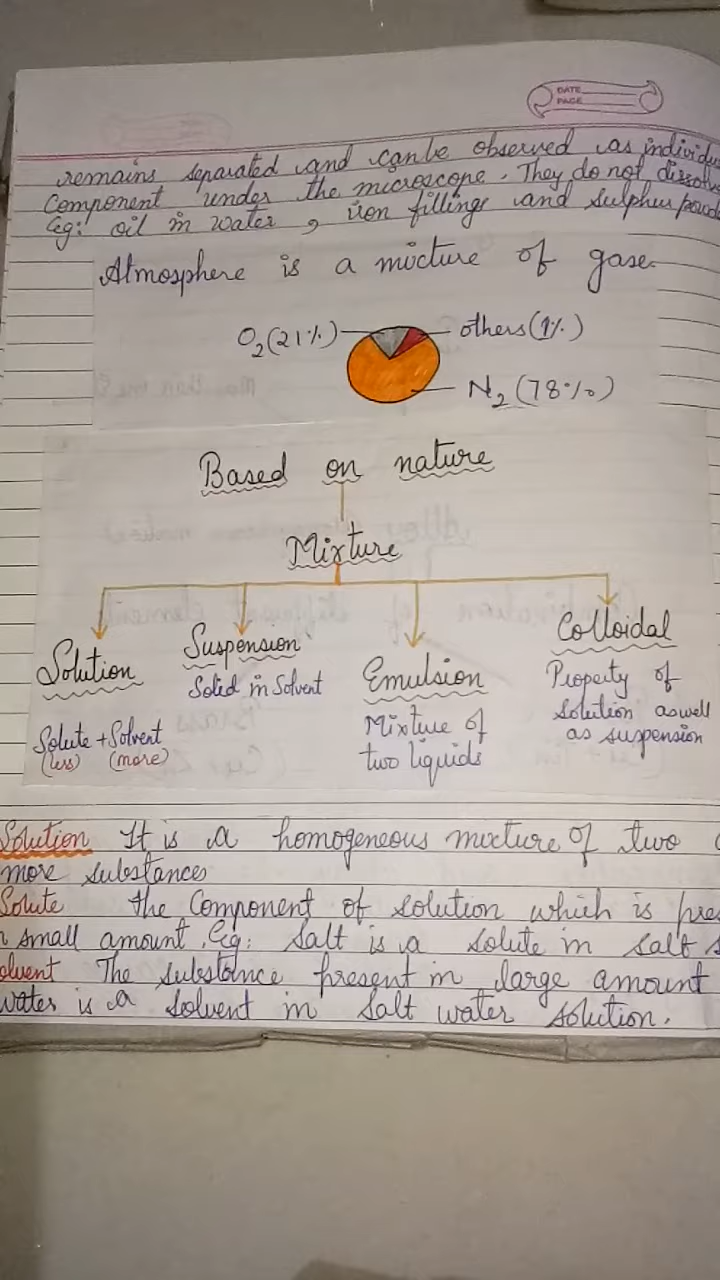 DATE
PAGE
remains separated and can be observed as individu
component under the microscope. They do not dissolv
Eg: oil in water, iron fillings and sulphur powd
Atmosphere is a mixture of gase
O2(21%)
others(1%)
N2(78%)
Based on nature
Mixture
Solution
Suspension
Emulsion
Colloidal
Solute + Solvent
(less) (more)
Solid in Solvent
Mixture of
two liquids
Property of
solution aswell
as suspension
Solution It is a homogeneous mixture of two o
more substances
Solute the component of solution which is pres
n small amount. Eg: Salt is a solute in salt s
olvent The substance present in large amount
water is a solvent in salt water solution.